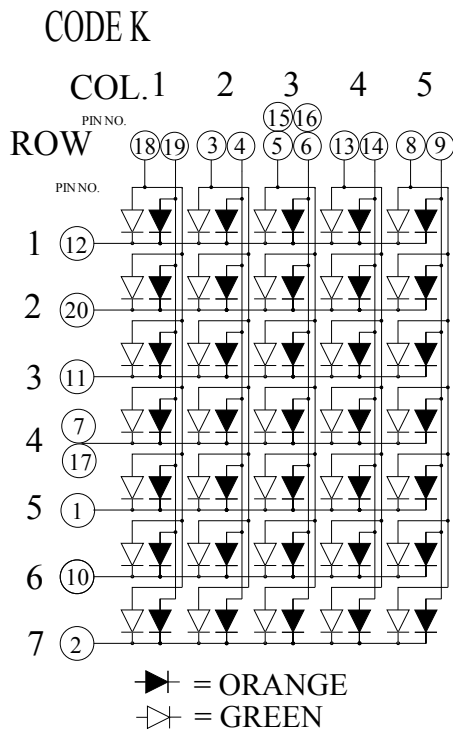 CODE K
COL. 1 2 3 4 5
PIN NO. 15 16
ROW 18 19 3 4 5 6 13 14 8 9
PIN NO.
1 12
2 20
3 11
4 7
17
5 1
6 10
7 2
= ORANGE
= GREEN